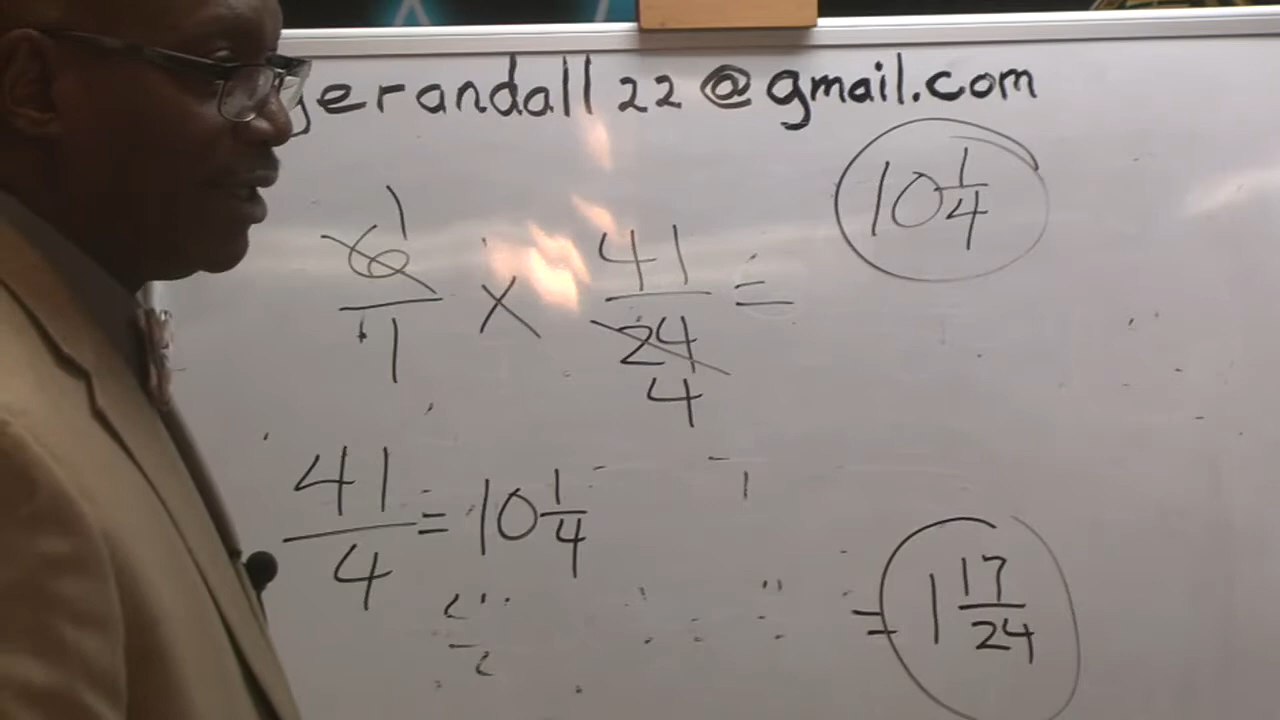 gerandall22@gmail.com
10 1/4
1
6/1 × 41/24 =
4
41/4 = 10 1/4
= 1 17/24